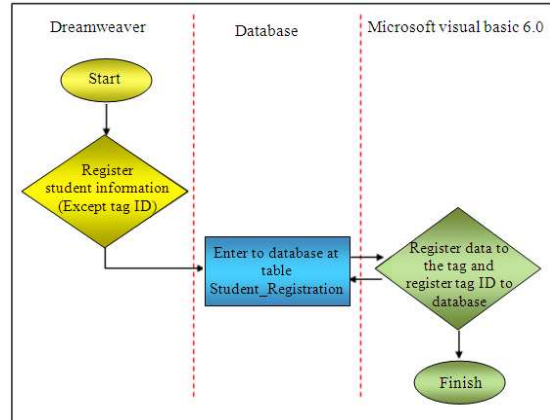 Dreamweaver
Database
Microsoft visual basic 6.0
Start
Register
student information
(Except tag ID)
Enter to database at
table
Student_Registration
Register data to
the tag and
register tag ID to
database
Finish